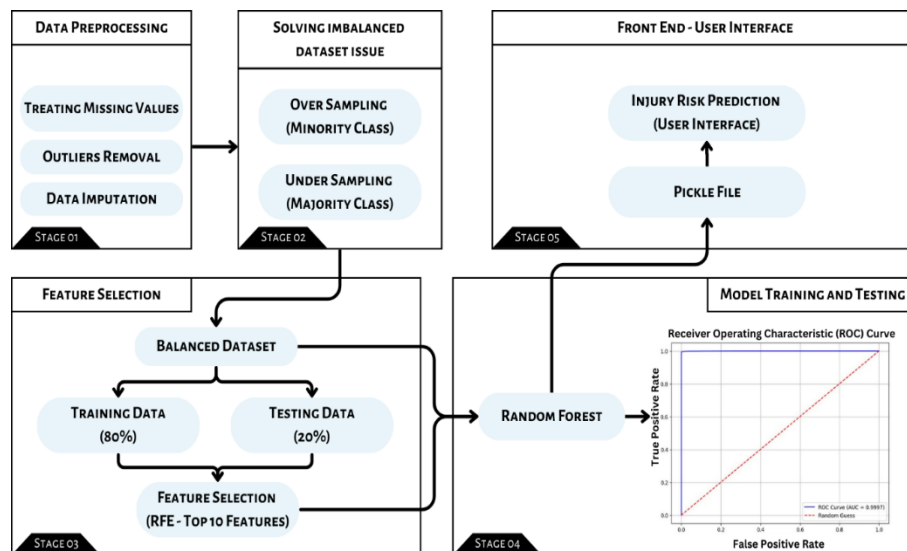 Data Preprocessing
Treating Missing Values
Outliers Removal
Data Imputation
Stage 01
Solving imbalanced
dataset issue
Over Sampling
(Minority Class)
Under Sampling
(Majority Class)
Stage 02
Front End - User Interface
Injury Risk Prediction
(User Interface)
Pickle File
Stage 05
Feature Selection
Balanced Dataset
Training Data
(80%)
Testing Data
(20%)
Feature Selection
(RFE - Top 10 Features)
Stage 03
Model Training and Testing
Random Forest
Receiver Operating Characteristic (ROC) Curve
True Positive Rate
1.0
0.8
0.6
0.4
0.2
0.0
0.0 0.2 0.4 0.6 0.8 1.0
ROC Curve (AUC = 0.9997)
Random Guess
False Positive Rate
Stage 04